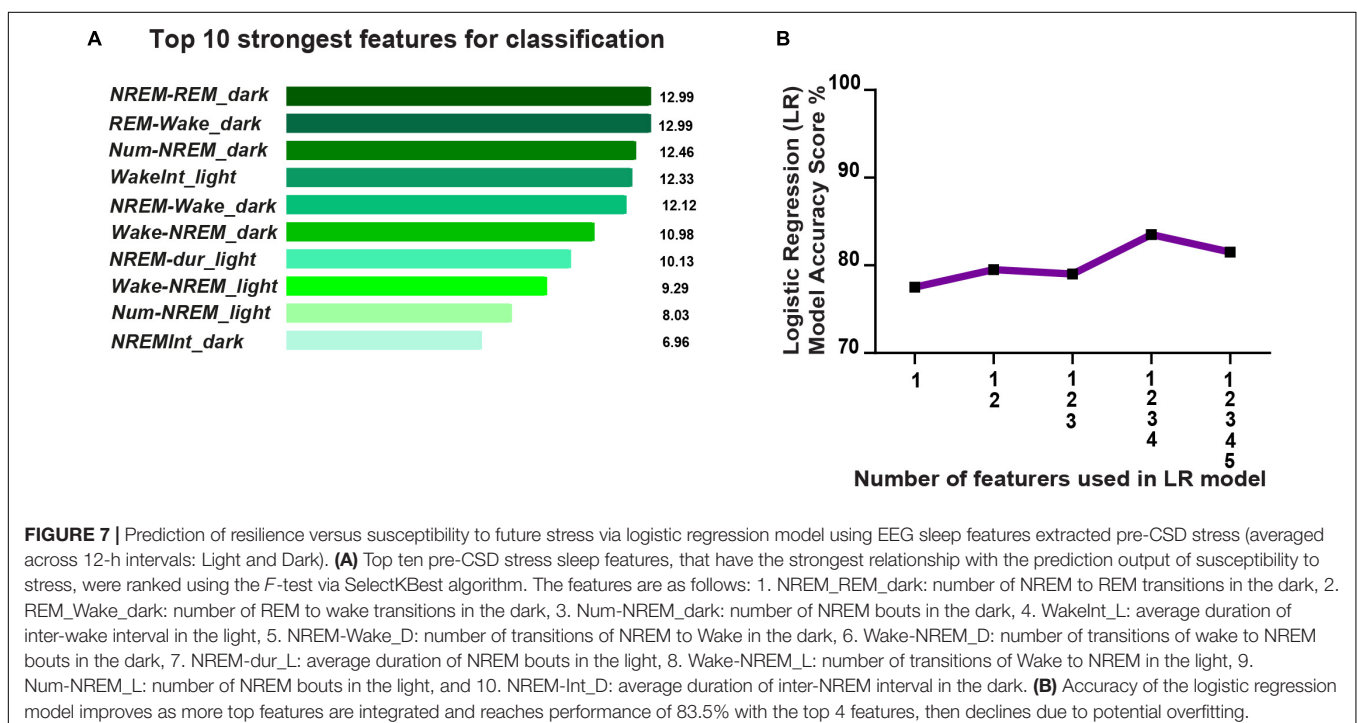 A Top 10 strongest features for classification
NREM-REM_dark 12.99
REM-Wake_dark 12.99
Num-NREM_dark 12.46
WakeInt_light 12.33
NREM-Wake_dark 12.12
Wake-NREM_dark 10.98
NREM-dur_light 10.13
Wake-NREM_light 9.29
Num-NREM_light 8.03
NREMInt_dark 6.96
B
Logistic Regression (LR)
Model Accuracy Score %
100
90
80
70
1
1
2
1
2
3
1
2
3
4
1
2
3
4
5
Number of featurers used in LR model
FIGURE 7 | Prediction of resilience versus susceptibility to future stress via logistic regression model using EEG sleep features extracted pre-CSD stress (averaged
across 12-h intervals: Light and Dark). (A) Top ten pre-CSD stress sleep features, that have the strongest relationship with the prediction output of susceptibility to
stress, were ranked using the F-test via SelectKBest algorithm. The features are as follows: 1. NREM_REM_dark: number of NREM to REM transitions in the dark, 2.
REM_Wake_dark: number of REM to wake transitions in the dark, 3. Num-NREM_dark: number of NREM bouts in the dark, 4. WakeInt_L: average duration of
inter-wake interval in the light, 5. NREM-Wake_D: number of transitions of NREM to Wake in the dark, 6. Wake-NREM_D: number of transitions of wake to NREM
bouts in the dark, 7. NREM-dur_L: average duration of NREM bouts in the light, 8. Wake-NREM_L: number of transitions of Wake to NREM in the light, 9.
Num-NREM_L: number of NREM bouts in the light, and 10. NREM-Int_D: average duration of inter-NREM interval in the dark. (B) Accuracy of the logistic regression
model improves as more top features are integrated and reaches performance of 83.5% with the top 4 features, then declines due to potential overfitting.